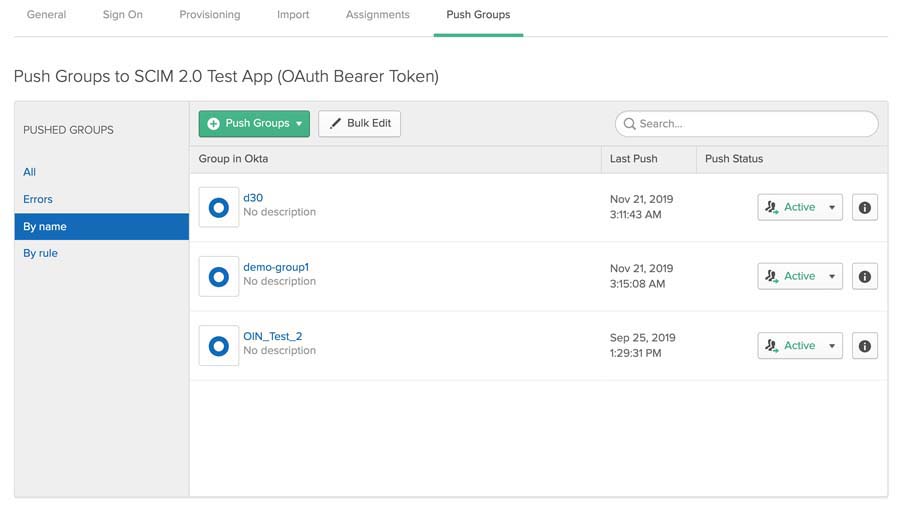 General Sign On Provisioning Import Assignments Push Groups
Push Groups to SCIM 2.0 Test App (OAuth Bearer Token)
PUSHED GROUPS
All
Errors
By name
By rule
Push Groups Bulk Edit Search...
Group in Okta Last Push Push Status
d30
No description
Nov 21, 2019
3:11:43 AM
Active
demo-group1
No description
Nov 21, 2019
3:15:08 AM
Active
OIN_Test_2
No description
Sep 25, 2019
1:29:31 PM
Active